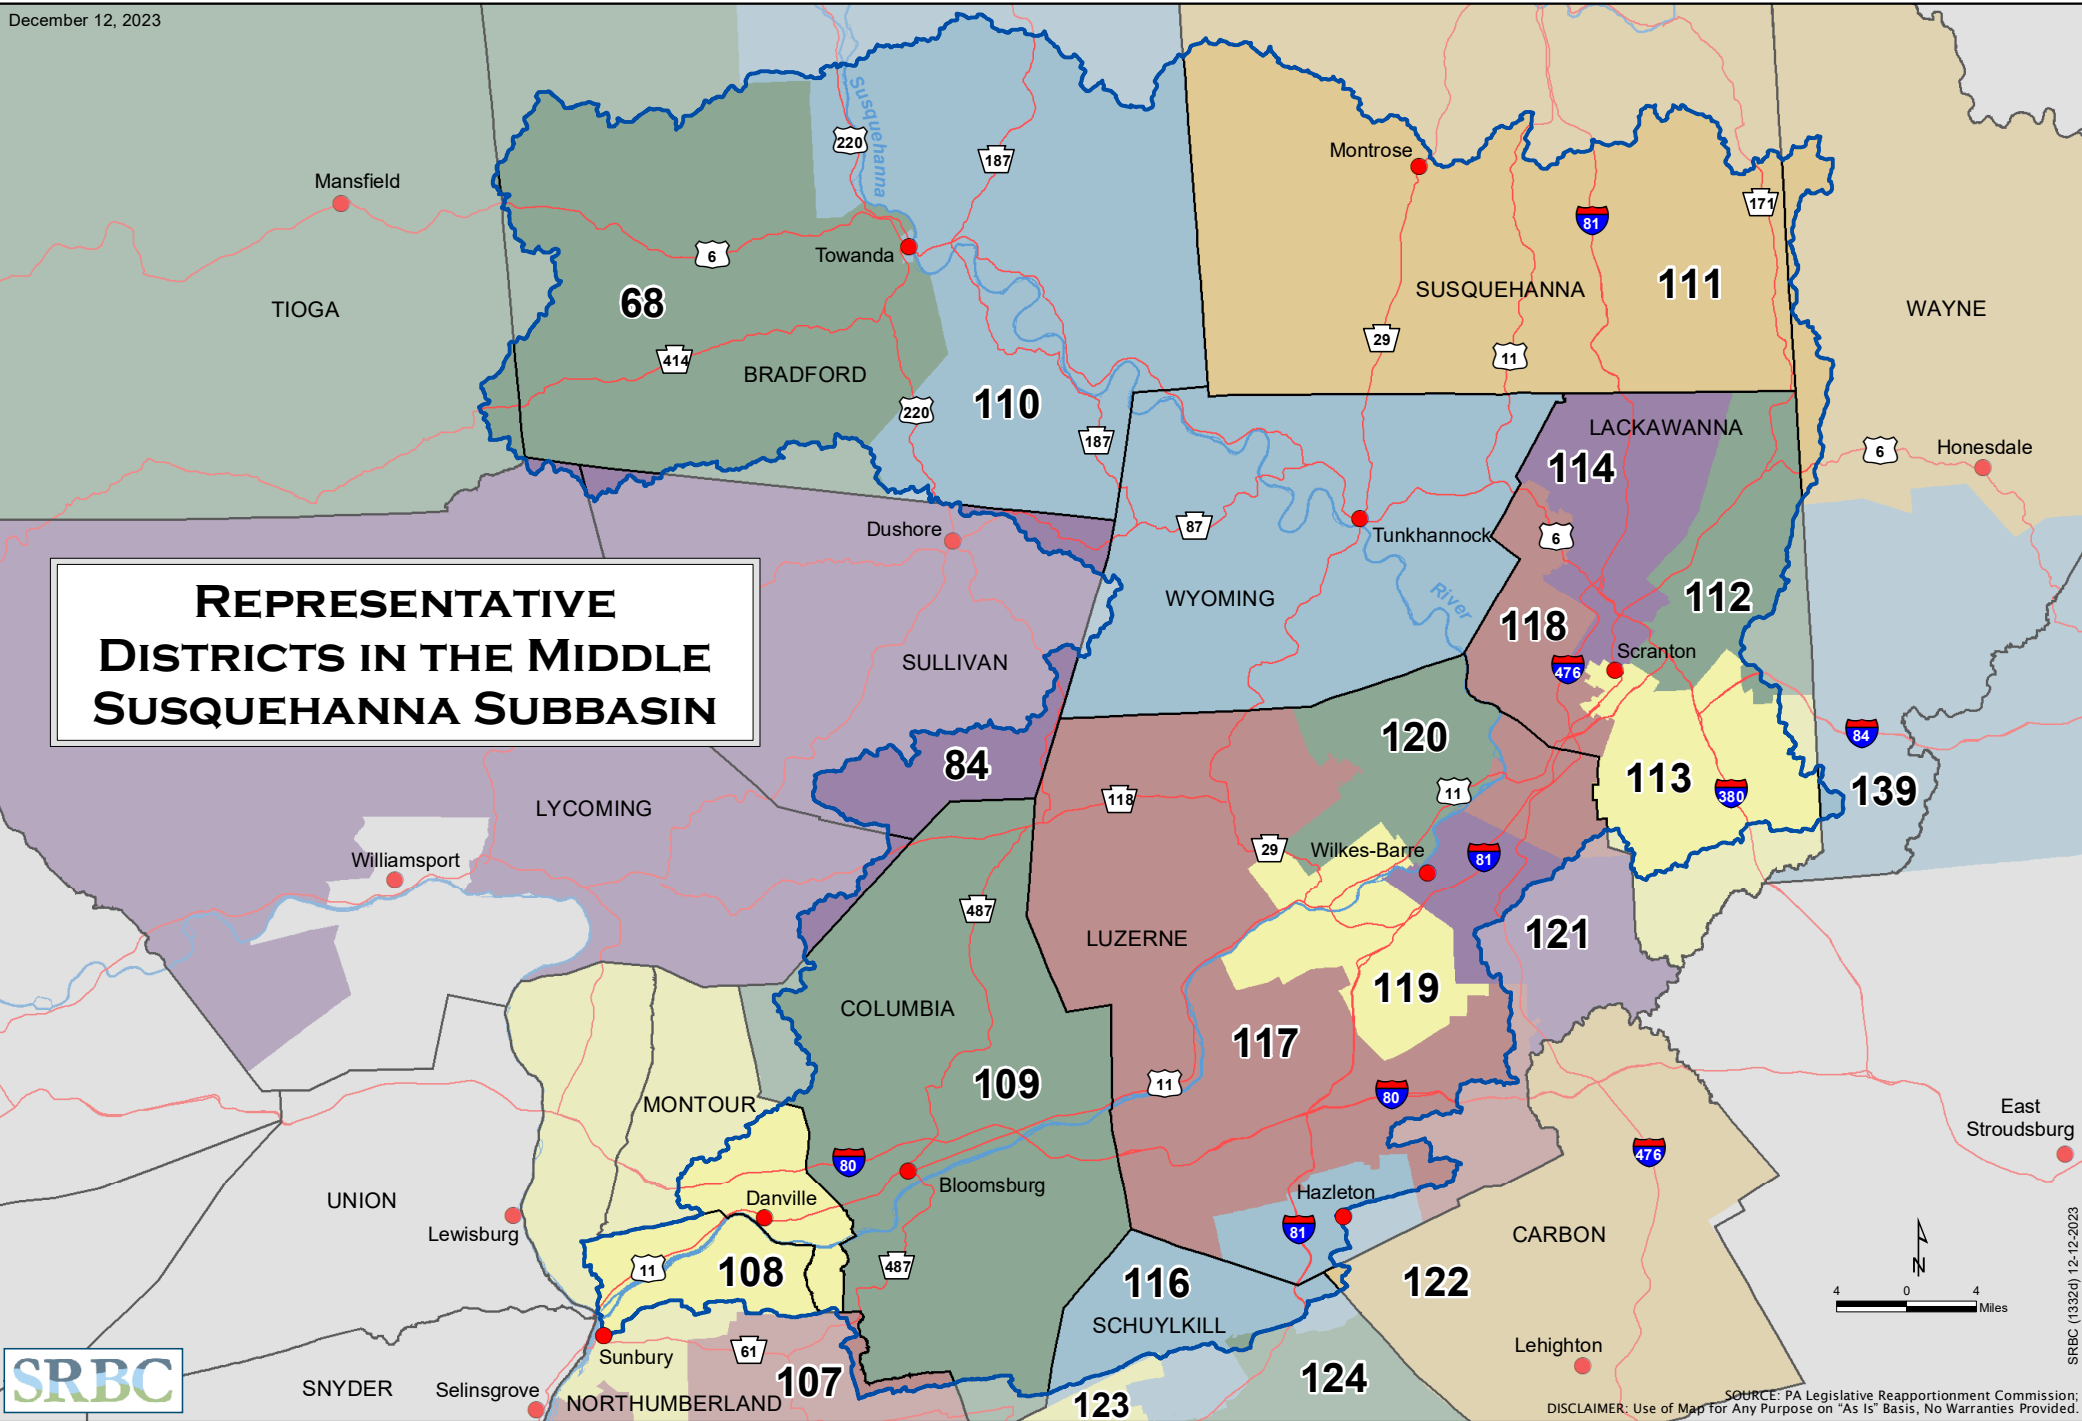 December 12, 2023
Susquehanna
220
187
Montrose
Mansfield
171
81
6
Towanda
68
SUSQUEHANNA
111
TIOGA
WAYNE
29
11
414
BRADFORD
110
220
187
LACKAWANNA
114
6
Honesdale
87
Dushore
Tunkhannock
6
REPRESENTATIVE
DISTRICTS IN THE MIDDLE
SUSQUEHANNA SUBBASIN
WYOMING
River
112
118
SULLIVAN
Scranton
476
120
84
84
113
11
380
139
118
LYCOMING
29
Wilkes-Barre
81
Williamsport
487
121
LUZERNE
119
COLUMBIA
117
109
11
80
MONTOUR
East
Stroudsburg
476
80
UNION
Bloomsburg
Danville
Hazleton
Lewisburg
81
CARBON
11
108
487
116
122
N
4 0 4
Miles
SCHUYLKILL
Sunbury
61
Lehighton
SRBC
SNYDER
Selinsgrove
107
NORTHUMBERLAND
124
123
SRBC (1332d) 12-12-2023
SOURCE: PA Legislative Reapportionment Commission;
DISCLAIMER: Use of Map for Any Purpose on "As Is" Basis, No Warranties Provided.